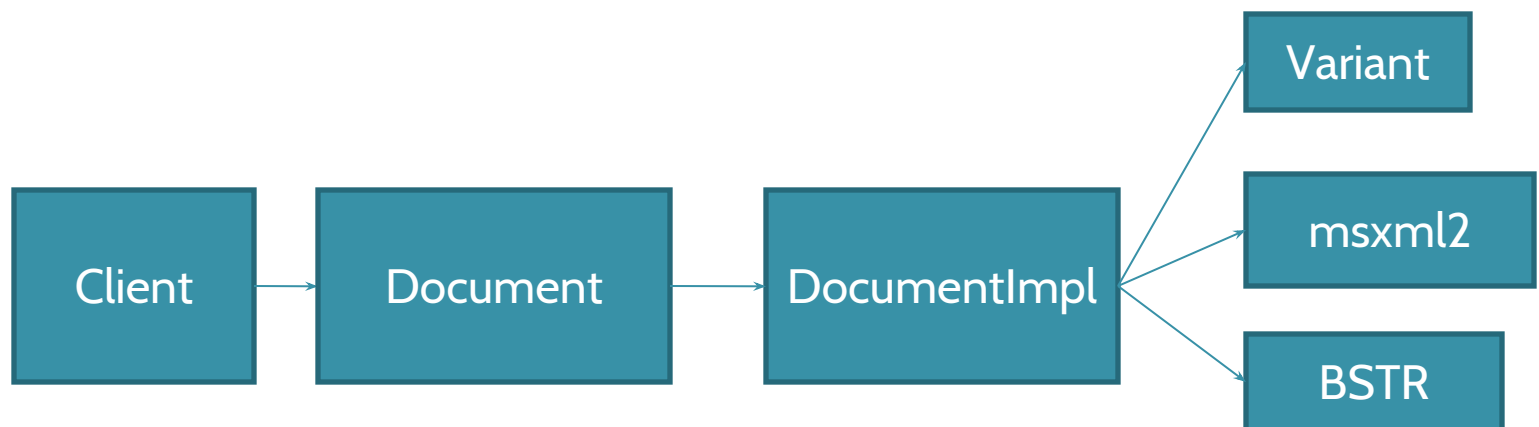 Variant
msxml2
Client
Document
DocumentImpl
BSTR